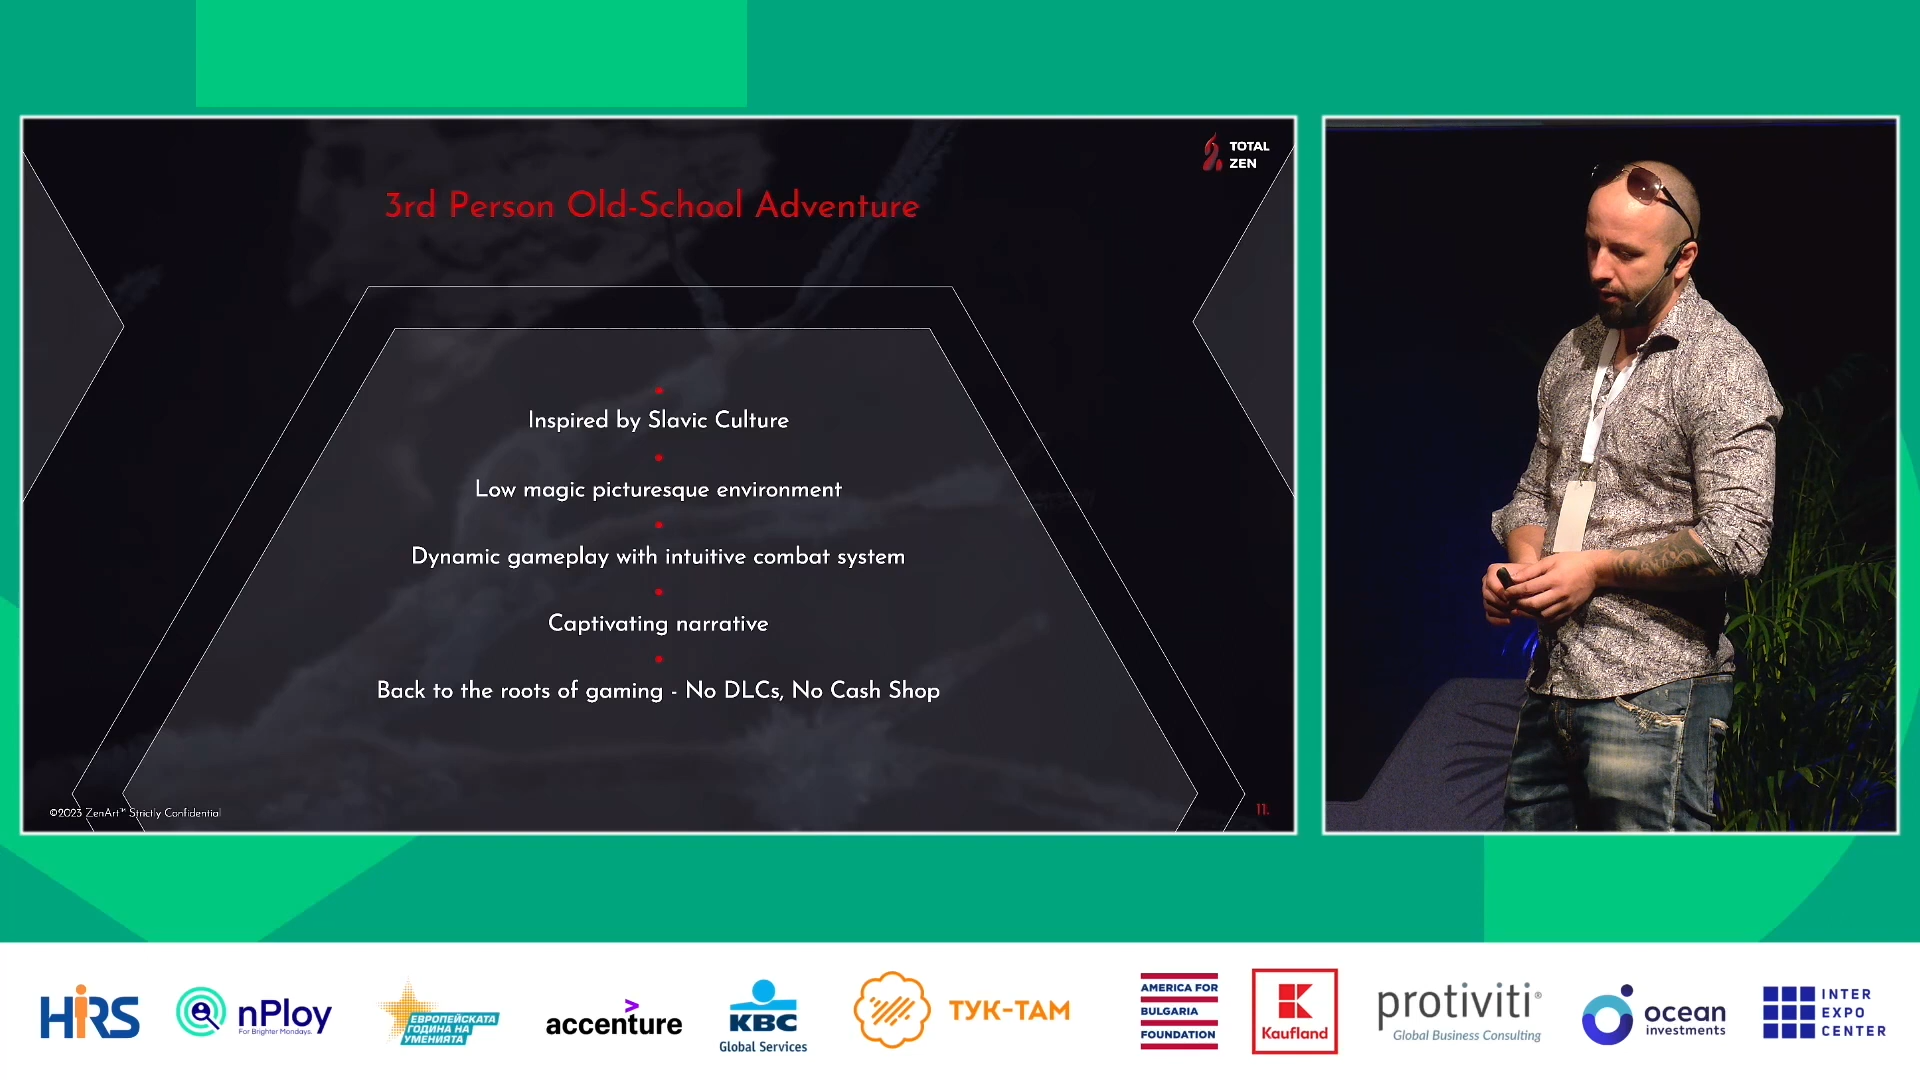 TOTAL
ZEN
3rd Person Old-School Adventure
Inspired by Slavic Culture
Low magic picturesque environment
Dynamic gameplay with intuitive combat system
Captivating narrative
Back to the roots of gaming - No DLCs, No Cash Shop
©2023 ZenArt™ Strictly Confidential
11.
HRS
nPloy
For Brighter Mondays.
ЕВРОПЕЙСКАТА
ГОДИНА НА
УМЕНИЯТА
accenture
KBC
Global Services
ТУК-ТАМ
AMERICA FOR
BULGARIA
FOUNDATION
Kaufland
protiviti®
Global Business Consulting
ocean
investments
INTER
EXPO
CENTER